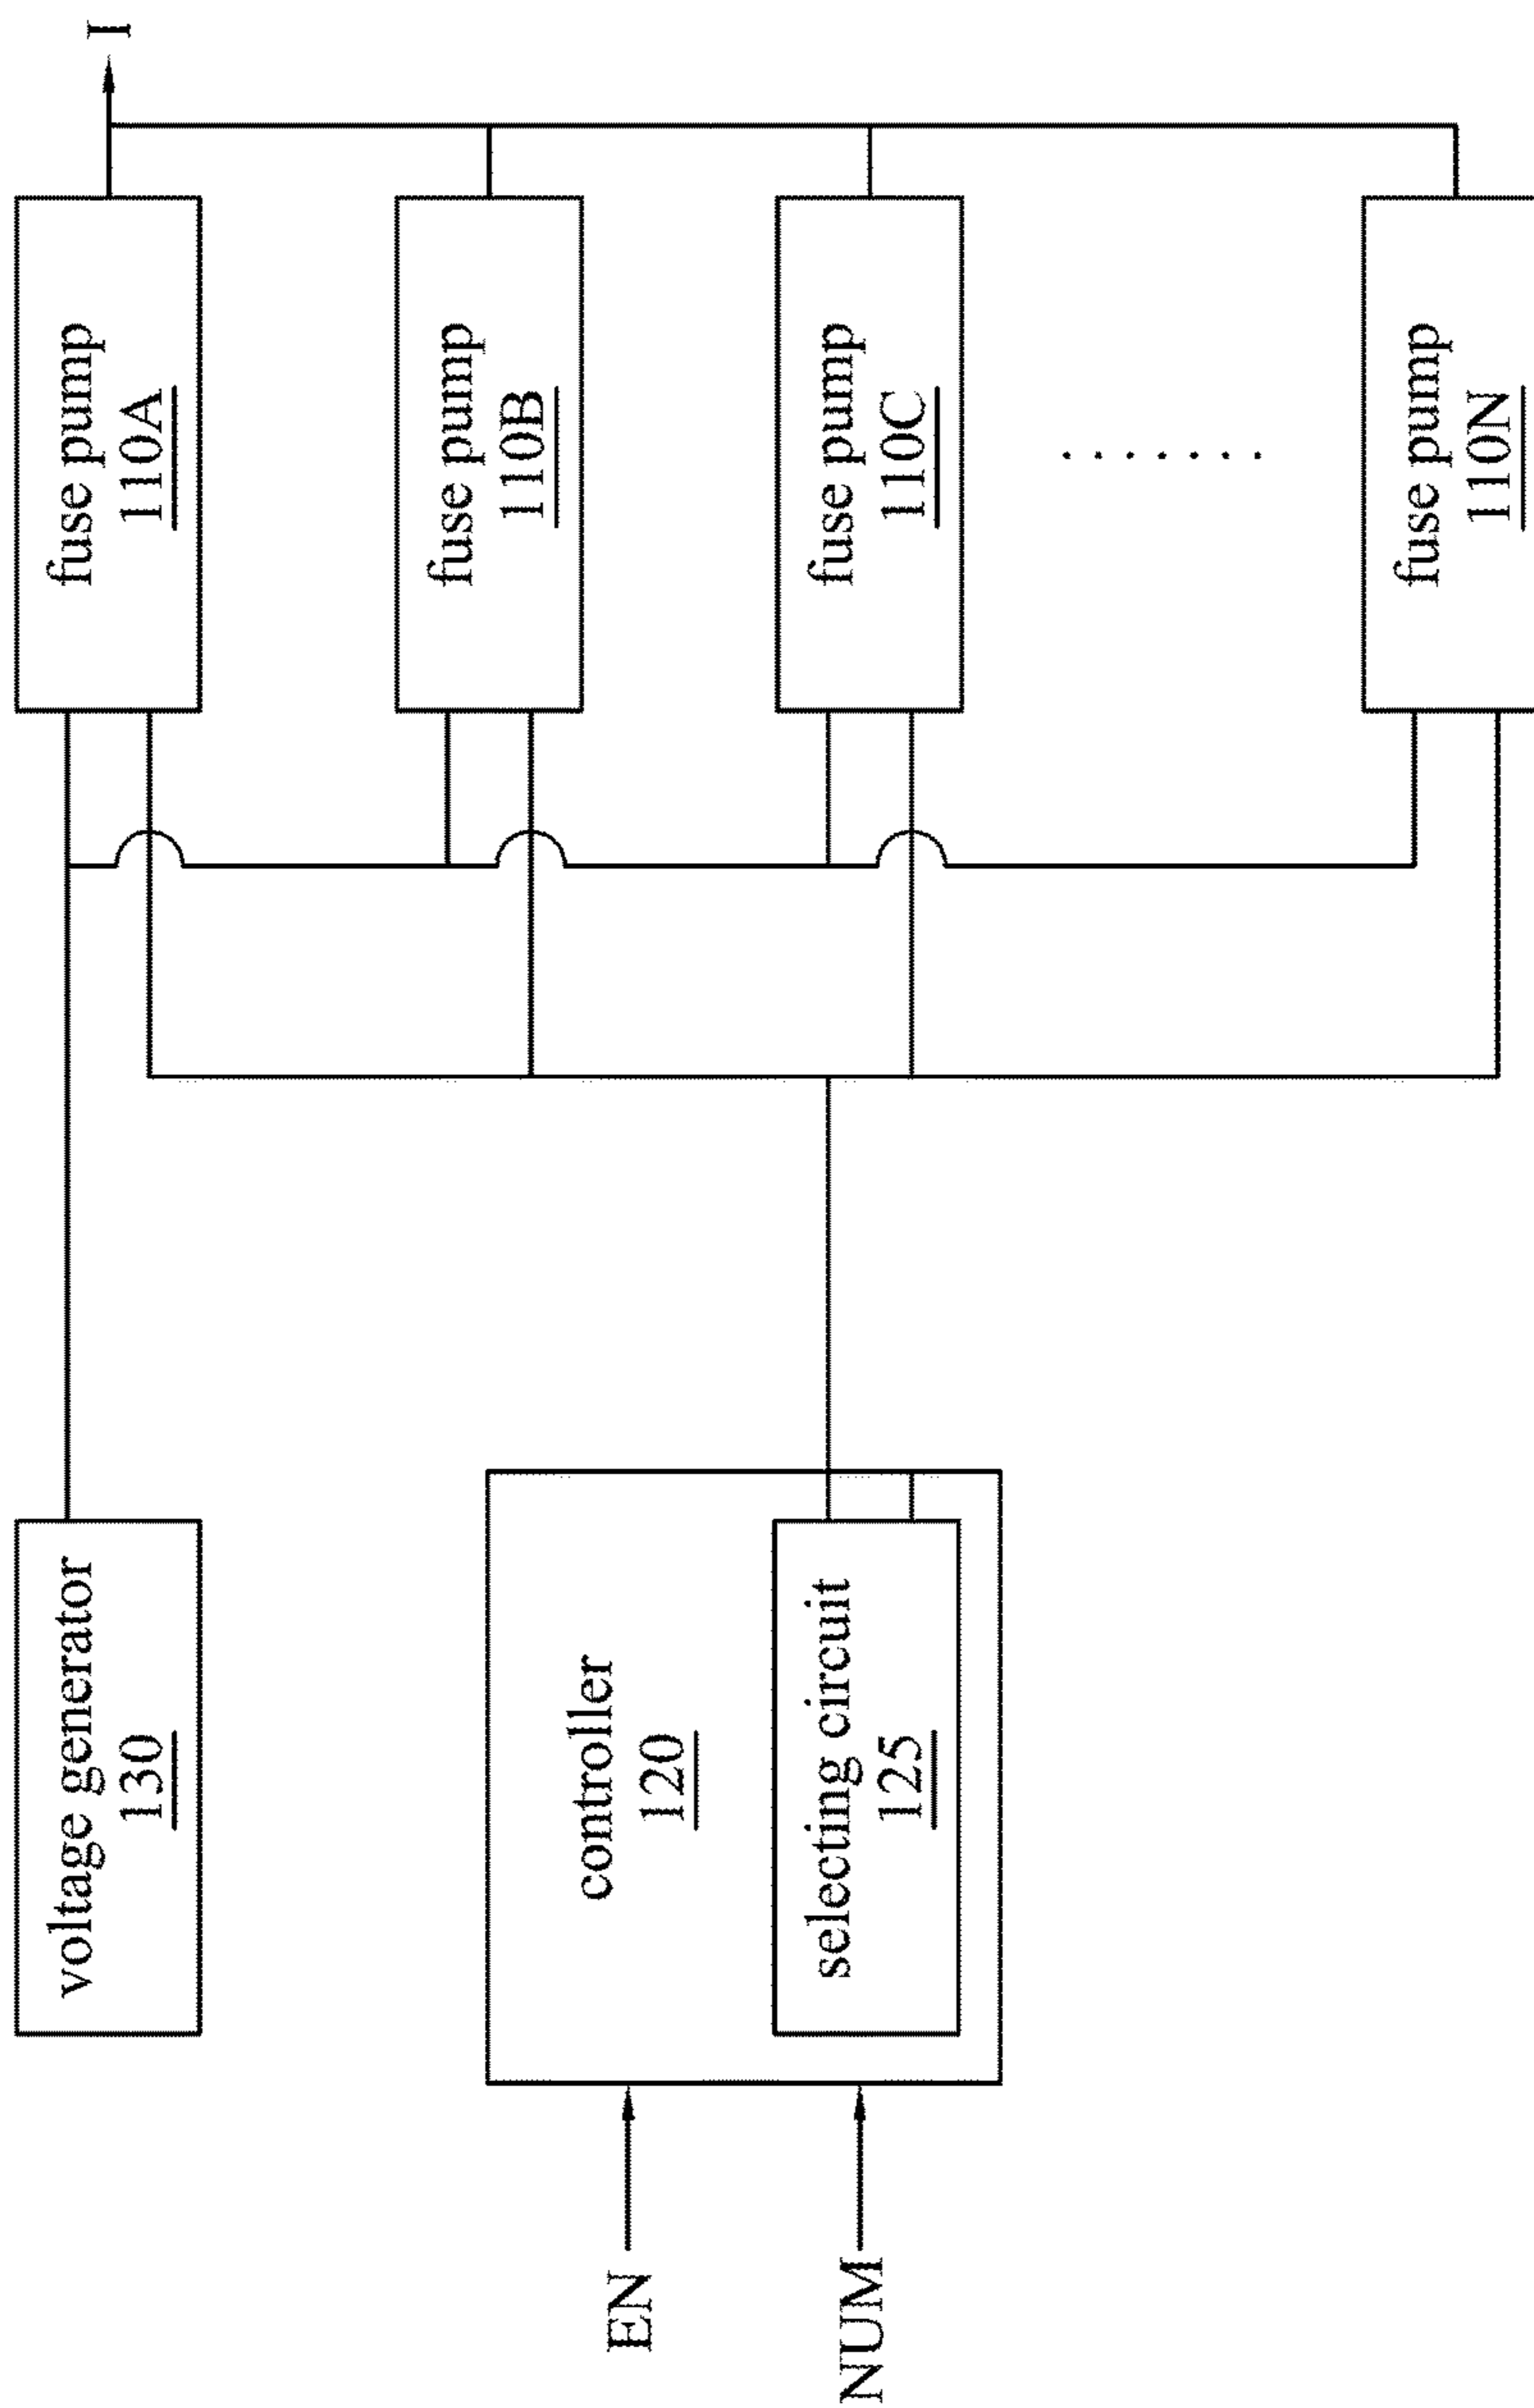 voltage generator
130
EN
NUM
controller
120
selecting circuit
125
fuse pump
110A
fuse pump
110B
fuse pump
110C
.......
fuse pump
110N
I